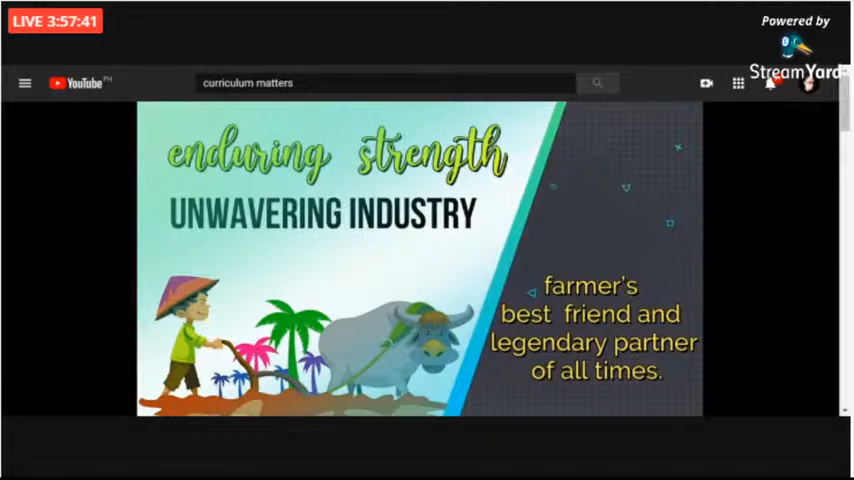 LIVE 3:57:41
Powered by
StreamYard
YouTube PH
curriculum matters
enduring strength
UNWAVERING INDUSTRY
farmer's
best friend and
legendary partner
of all times.